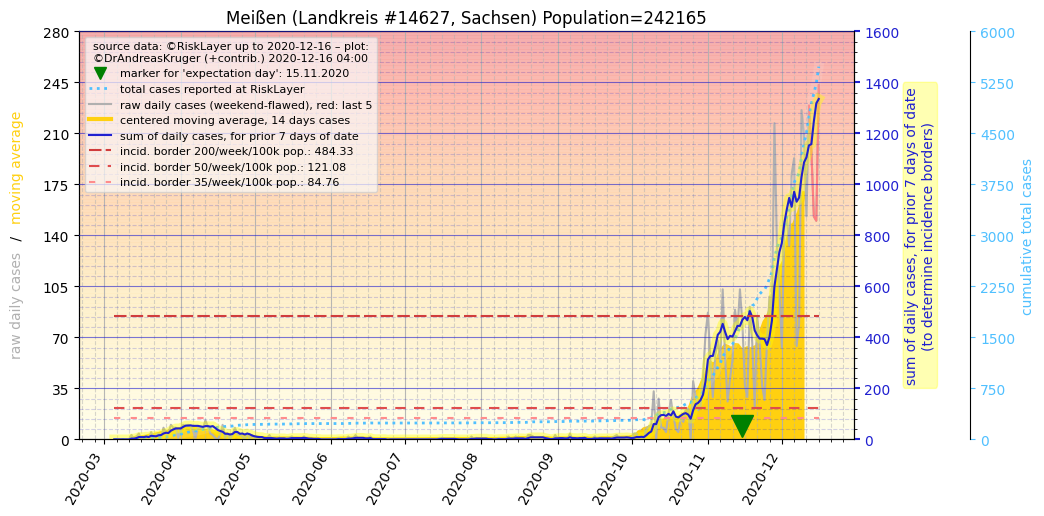 Meißen (Landkreis #14627, Sachsen) Population=242165
source data: ©RiskLayer up to 2020-12-16 – plot:
©DrAndreasKruger (+contrib.) 2020-12-16 04:00
marker for 'expectation day': 15.11.2020
total cases reported at RiskLayer
raw daily cases (weekend-flawed), red: last 5
centered moving average, 14 days cases
sum of daily cases, for prior 7 days of date
incid. border 200/week/100k pop.: 484.33
incid. border 50/week/100k pop.: 121.08
incid. border 35/week/100k pop.: 84.76
raw daily cases / moving average
280
245
210
175
140
105
70
35
0
1600
1400
1200
1000
800
600
400
200
0
sum of daily cases, for prior 7 days of date
(to determine incidence borders)
6000
5250
4500
3750
3000
2250
1500
750
0
cumulative total cases
2020-03
2020-04
2020-05
2020-06
2020-07
2020-08
2020-09
2020-10
2020-11
2020-12